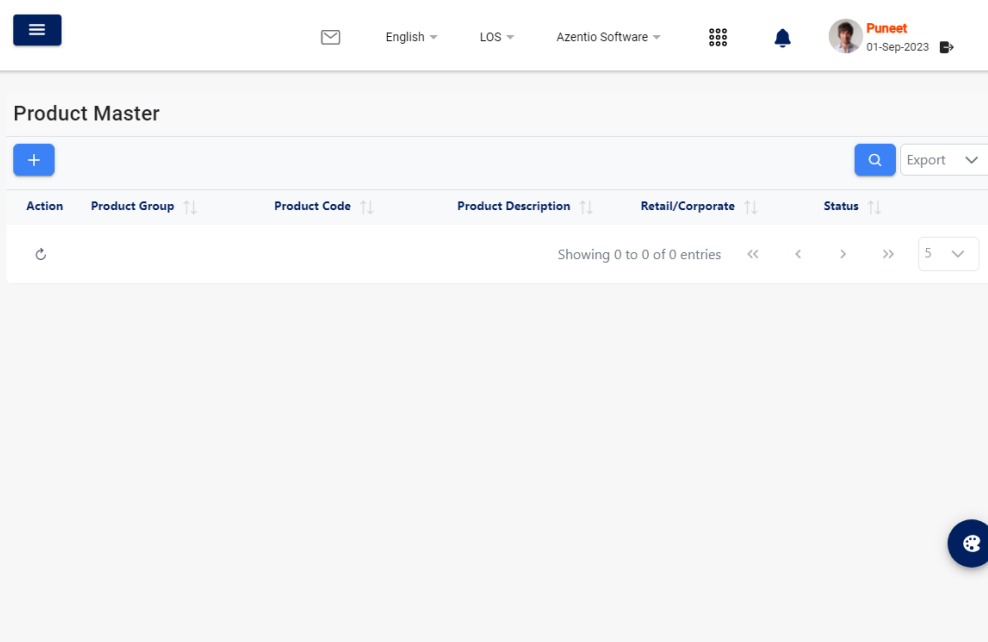 English LOS Azentio Software Puneet
01-Sep-2023
Product Master
Export
Action Product Group Product Code Product Description Retail/Corporate Status
Showing 0 to 0 of 0 entries 5